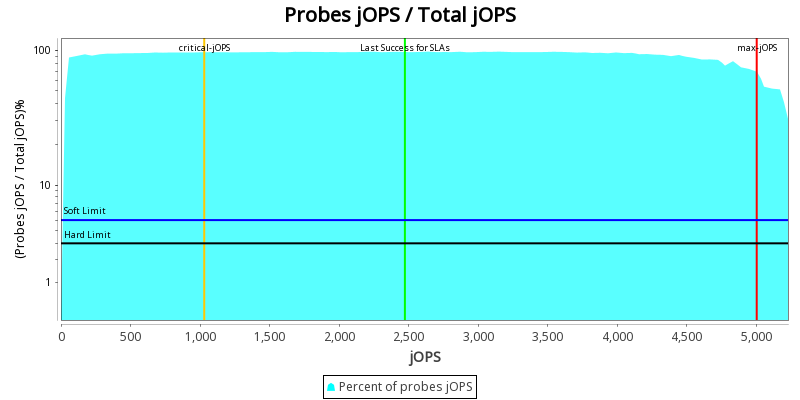 Probes jOPS / Total jOPS
critical-jOPS
Last Success for SLAs
max-jOPS
(Probes jOPS / Total jOPS)%
100
10
1
Soft Limit
Hard Limit
0 500 1,000 1,500 2,000 2,500 3,000 3,500 4,000 4,500 5,000
jOPS
Percent of probes jOPS